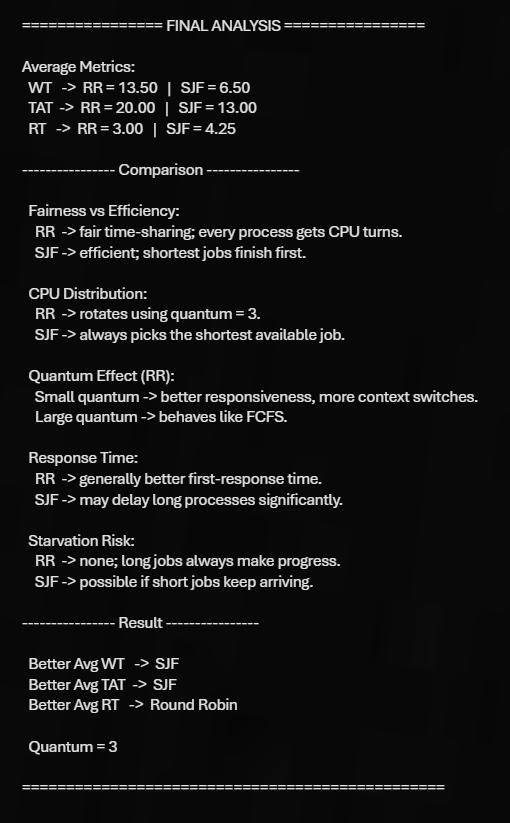 ================ FINAL ANALYSIS ================
Average Metrics:
WT -> RR = 13.50 | SJF = 6.50
TAT -> RR = 20.00 | SJF = 13.00
RT -> RR = 3.00 | SJF = 4.25
---------------- Comparison ----------------
Fairness vs Efficiency:
RR -> fair time-sharing; every process gets CPU turns.
SJF -> efficient; shortest jobs finish first.
CPU Distribution:
RR -> rotates using quantum = 3.
SJF -> always picks the shortest available job.
Quantum Effect (RR):
Small quantum -> better responsiveness, more context switches.
Large quantum -> behaves like FCFS.
Response Time:
RR -> generally better first-response time.
SJF -> may delay long processes significantly.
Starvation Risk:
RR -> none; long jobs always make progress.
SJF -> possible if short jobs keep arriving.
---------------- Result ----------------
Better Avg WT -> SJF
Better Avg TAT -> SJF
Better Avg RT -> Round Robin
Quantum = 3
================================================